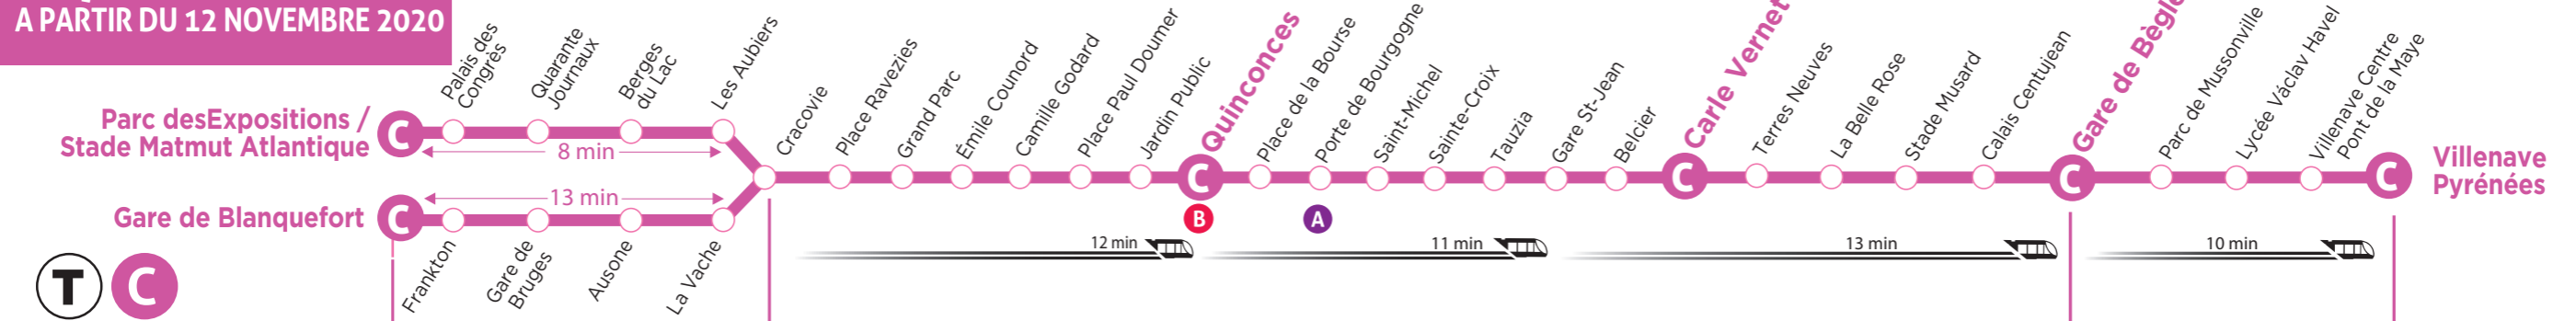 A PARTIR DU 12 NOVEMBRE 2020
Parc desExpositions /
Stade Matmut Atlantique
C
Palais des
Congrès
Quarante
Journaux
Berges
du Lac
Les Aubiers
8 min
Gare de Blanquefort
C
13 min
Frankton
Gare de
Bruges
Ausone
La Vache
Cracovie
Place Ravezies
Grand Parc
Émile Counord
Camille Godard
Place Paul Doumer
Jardin Public
Quinconces
C
B
Place de la Bourse
Porte de Bourgogne
A
Saint-Michel
Sainte-Croix
Tauzia
Gare St-Jean
Belcier
Carle Vernet
C
Terres Neuves
La Belle Rose
Stade Musard
Calais Centujean
Gare de Bègle
C
Parc de Mussonville
Lycée Václav Havel
Villenave Centre
Pont de la Maye
C
Villenave
Pyrénées
12 min
11 min
13 min
10 min
T C